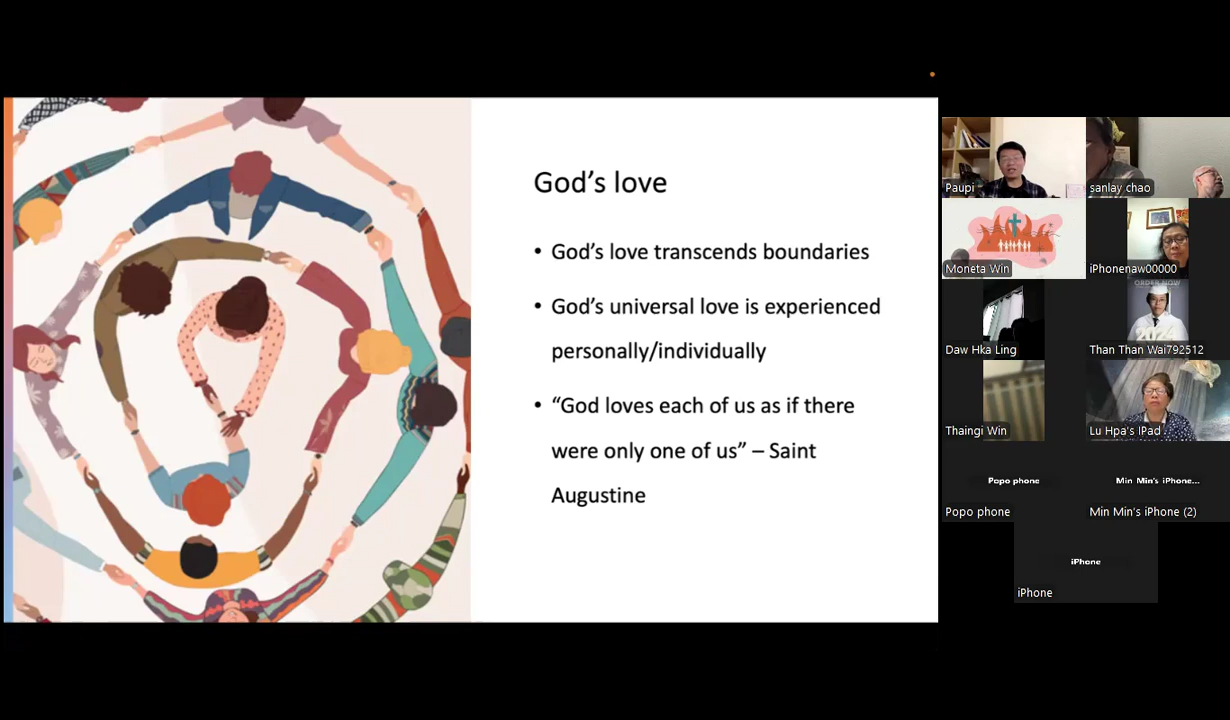 God's love
• God's love transcends boundaries
• God's universal love is experienced
personally/individually
• “God loves each of us as if there
were only one of us” – Saint
Augustine
Paupi
sanlay chao
Moneta Win
iPhonenaw00000
Daw Hka Ling
ORDER NOW
2024
Than Than Wai792512
Thaingi Win
Lu Hpa's IPad
Popo phone
Popo phone
Min Min's iPhone...
Min Min's iPhone (2)
iPhone
iPhone